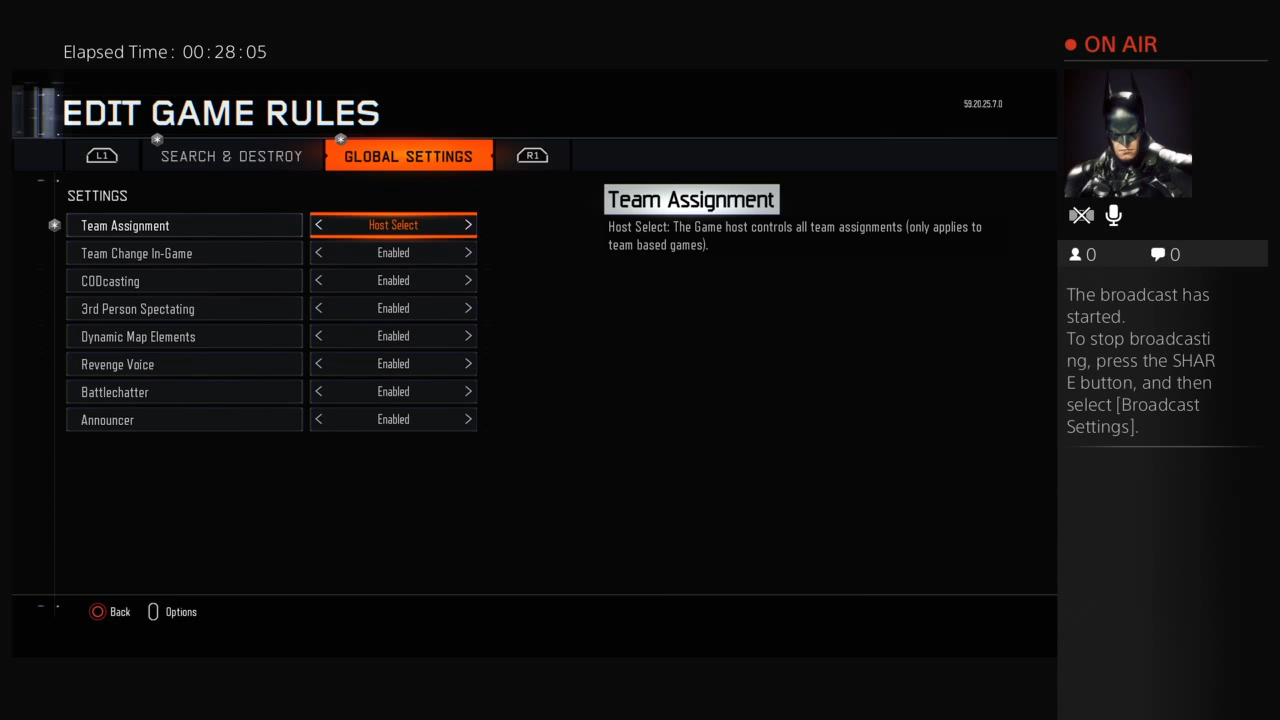 Elapsed Time: 00:28:05
ON AIR
EDIT GAME RULES
59.20.25.7.0
L1
SEARCH & DESTROY
GLOBAL SETTINGS
R1
SETTINGS
Team Assignment
Host Select
Team Change In-Game
Enabled
CODcasting
Enabled
3rd Person Spectating
Enabled
Dynamic Map Elements
Enabled
Revenge Voice
Enabled
Battlechatter
Enabled
Announcer
Enabled
Team Assignment
Host Select: The Game host controls all team assignments (only applies to
team based games).
Back
Options
0
0
The broadcast has
started.
To stop broadcasti
ng, press the SHAR
E button, and then
select [Broadcast
Settings].